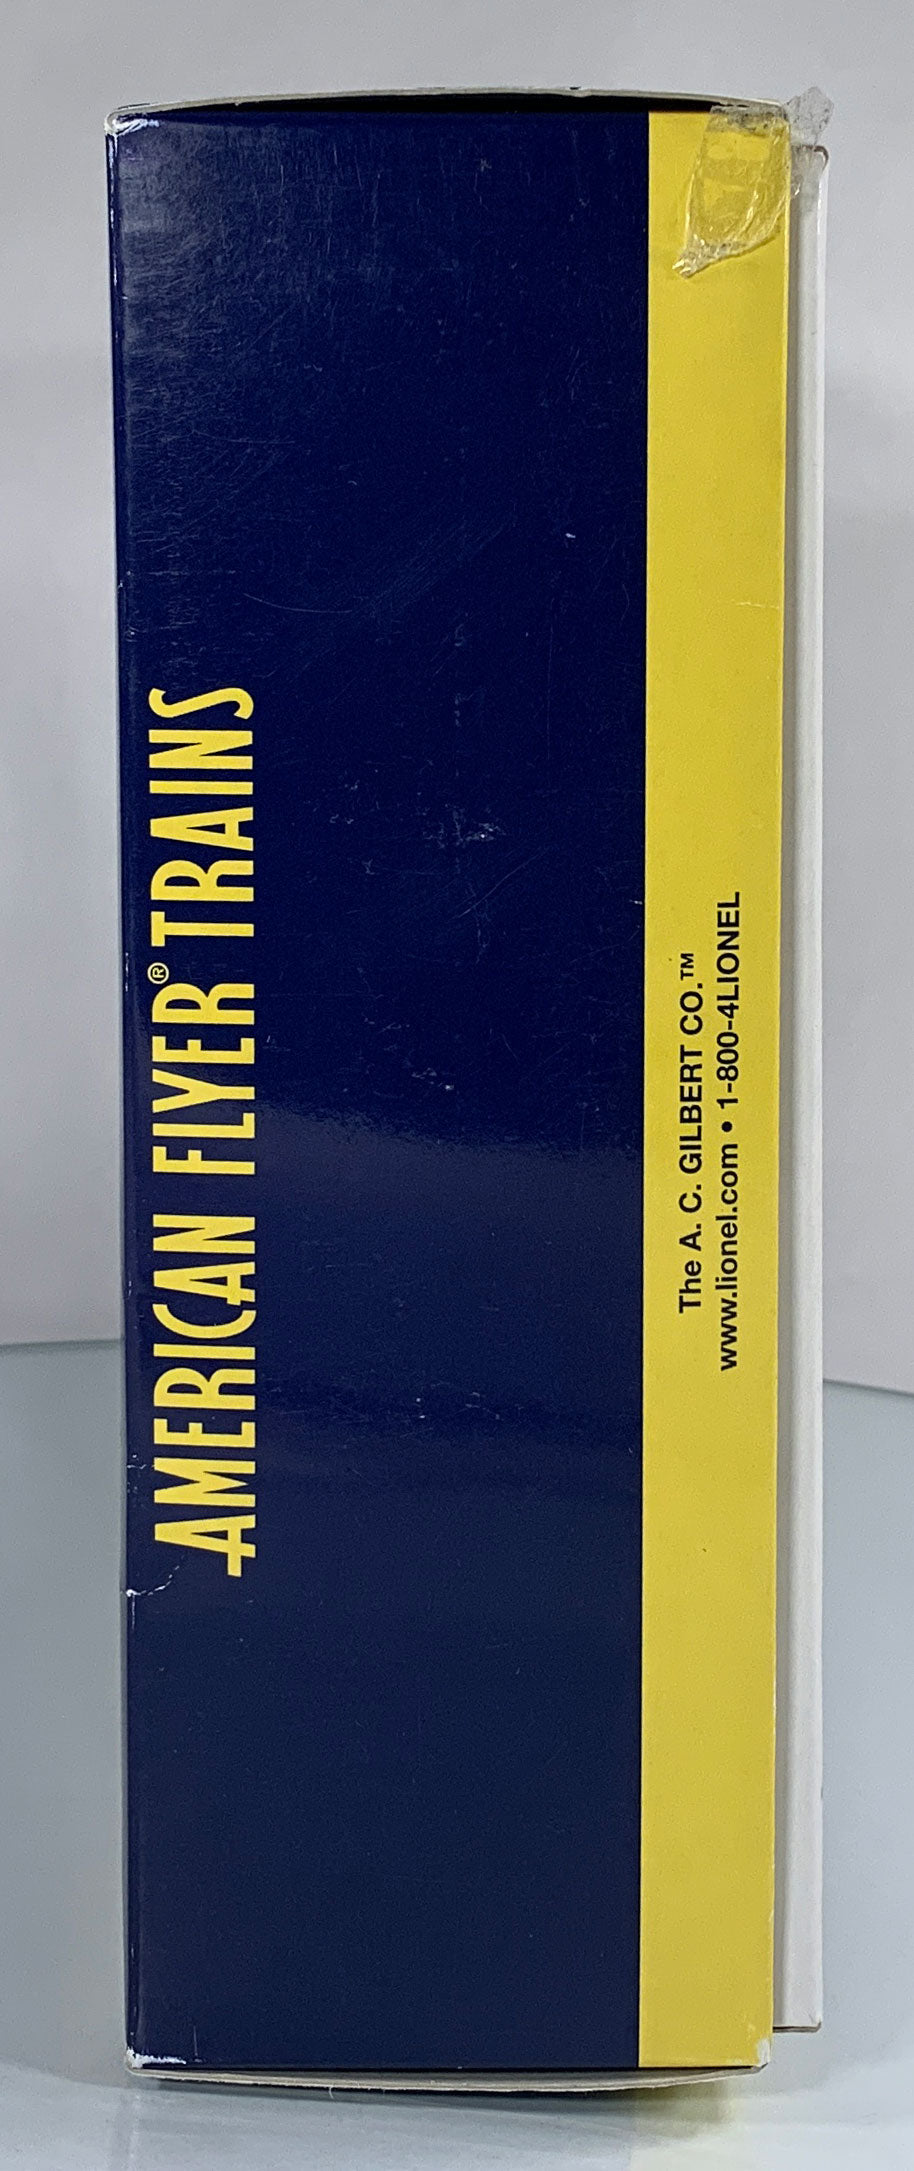 AMERICAN FLYER® TRAINS
The A. C. GILBERT CO.™
www.lionel.com • 1-800-4LIONEL